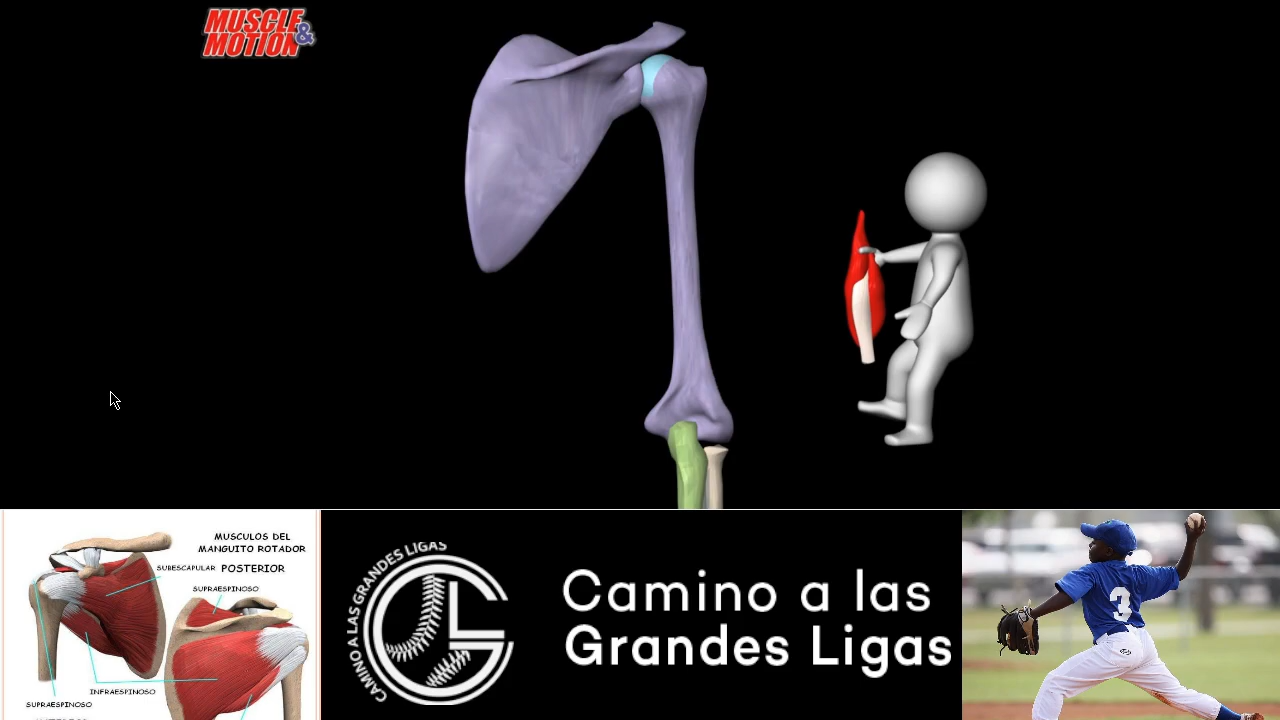 MUSCLE
& MOTION
MUSCULOS DEL
MANGUITO ROTADOR
SUBESCAPULAR POSTERIOR
SUPRAESPINOSO
INFRAESPINOSO
SUPRAESPINOSO
CAMINO A LAS GRANDES LIGAS
Camino a las
Grandes Ligas
3